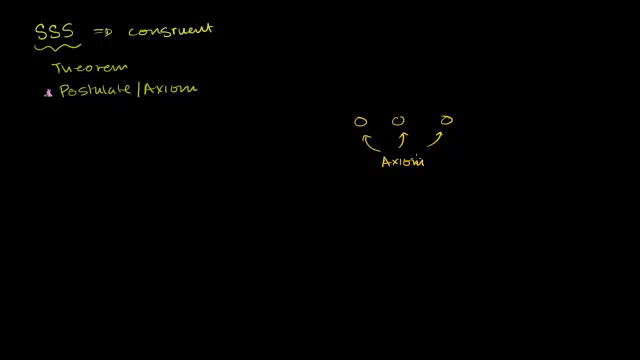 SSS => congruent
Theorem
* Postulate/Axiom
Axiom